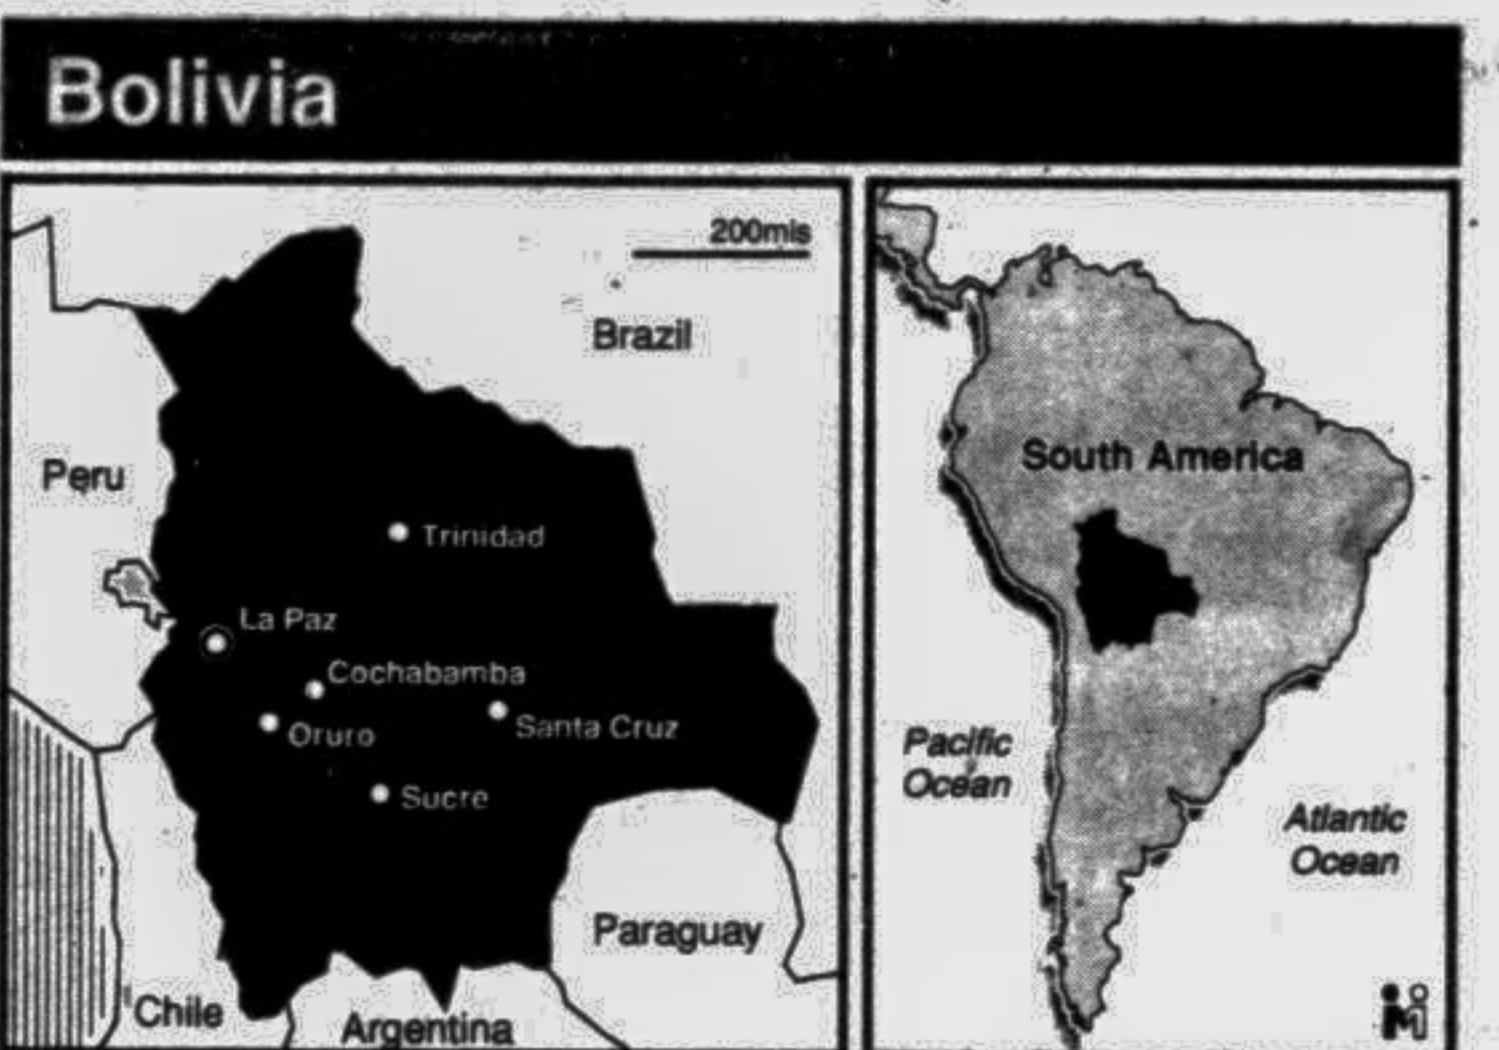 Bolivia
200mls
Brazil
Peru
Trinidad
La Paz
Cochabamba
Oruro
Santa Cruz
Sucre
Paraguay
Chile
Argentina
South America
Pacific
Ocean
Atlantic
Ocean